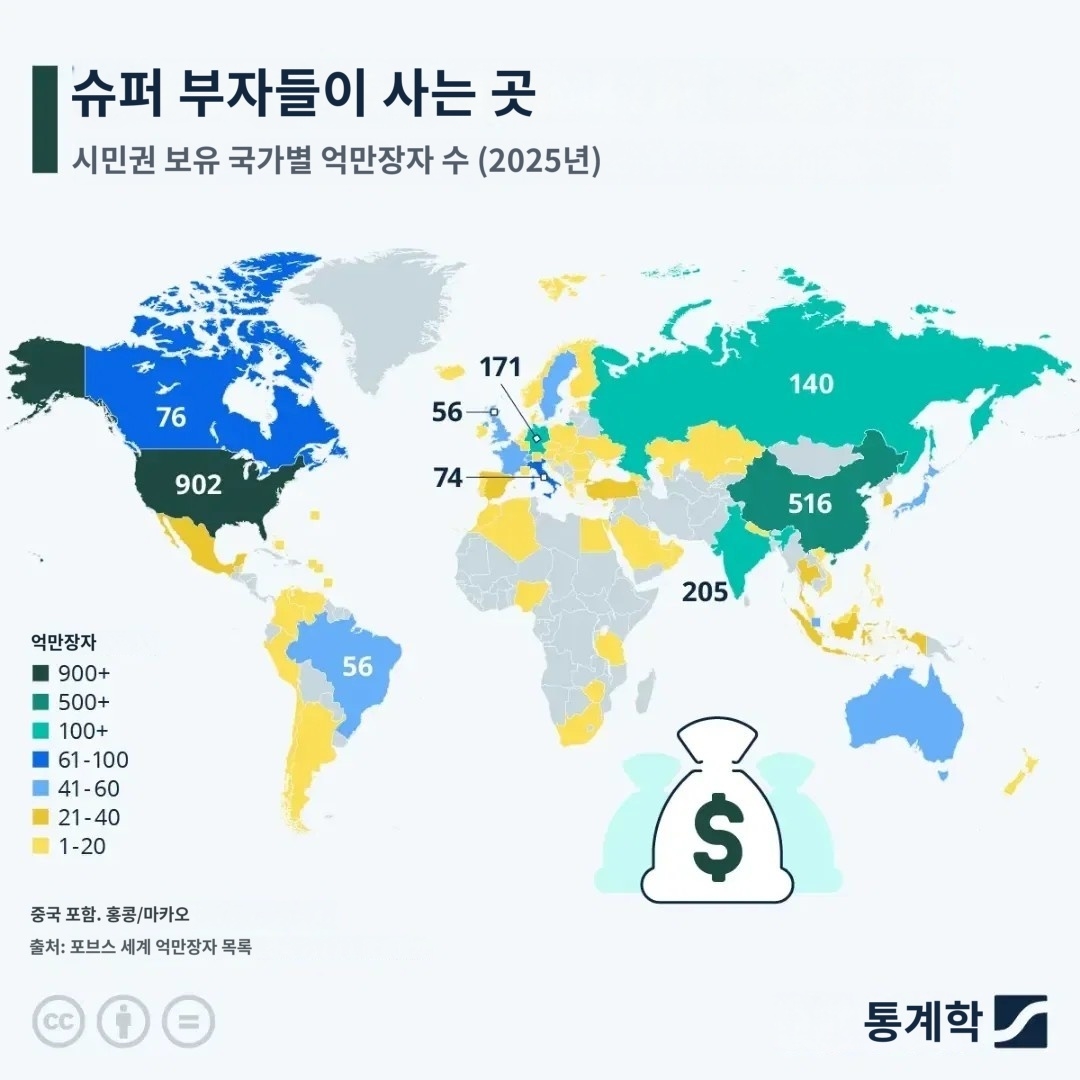 슈퍼 부자들이 사는 곳
시민권 보유 국가별 억만장자 수 (2025년)
171
140
56
76
74
902
516
205
56
억만장자
900+
500+
100+
61-100
41-60
21-40
1-20
$
중국 포함. 홍콩/마카오
출처: 포브스 세계 억만장자 목록
cc
통계학